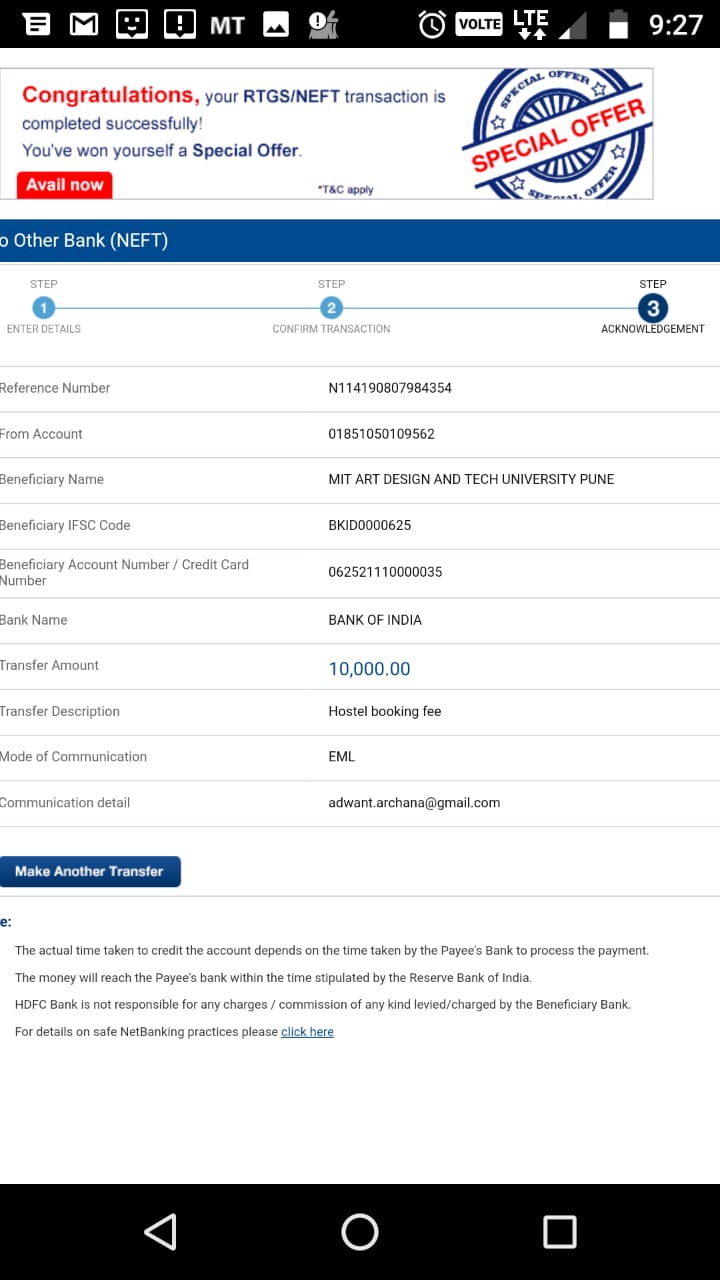 MT VOLTE LTE 9:27
Congratulations, your RTGS/NEFT transaction is
completed successfully!
You've won yourself a Special Offer.
Avail now
*T&C apply
SPECIAL OFFER
SPECIAL OFFER
SPECIAL OFFER
o Other Bank (NEFT)
STEP STEP STEP
1 2 3
ENTER DETAILS CONFIRM TRANSACTION ACKNOWLEDGEMENT
Reference Number N114190807984354
From Account 01851050109562
Beneficiary Name MIT ART DESIGN AND TECH UNIVERSITY PUNE
Beneficiary IFSC Code BKID0000625
Beneficiary Account Number / Credit Card
Number 062521110000035
Bank Name BANK OF INDIA
Transfer Amount 10,000.00
Transfer Description Hostel booking fee
Mode of Communication EML
Communication detail adwant.archana@gmail.com
Make Another Transfer
e:
The actual time taken to credit the account depends on the time taken by the Payee's Bank to process the payment.
The money will reach the Payee's bank within the time stipulated by the Reserve Bank of India.
HDFC Bank is not responsible for any charges / commission of any kind levied/charged by the Beneficiary Bank.
For details on safe NetBanking practices please click here